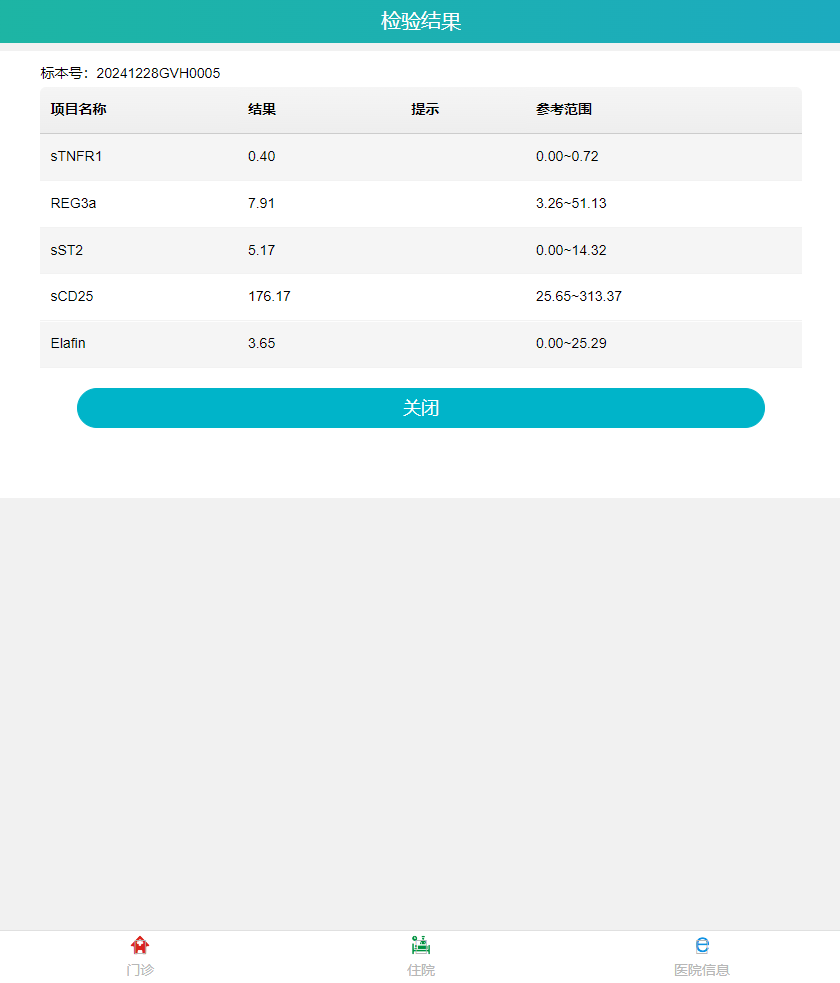 检验结果
标本号：20241228GVH0005
项目名称 结果 提示 参考范围
sTNFR1 0.40 0.00~0.72
REG3a 7.91 3.26~51.13
sST2 5.17 0.00~14.32
sCD25 176.17 25.65~313.37
Elafin 3.65 0.00~25.29
关闭
门诊 住院 医院信息